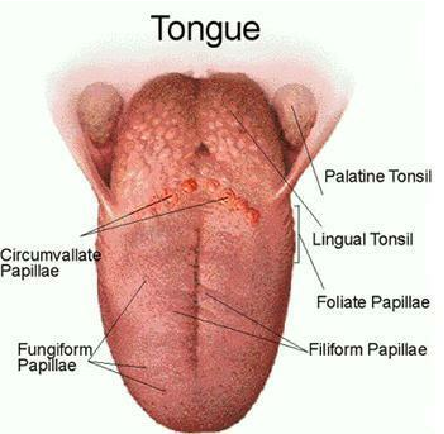 Tongue
Palatine Tonsil
Lingual Tonsil
Circumvallate
Papillae
Foliate Papillae
Fungiform
Papillae
Filiform Papillae